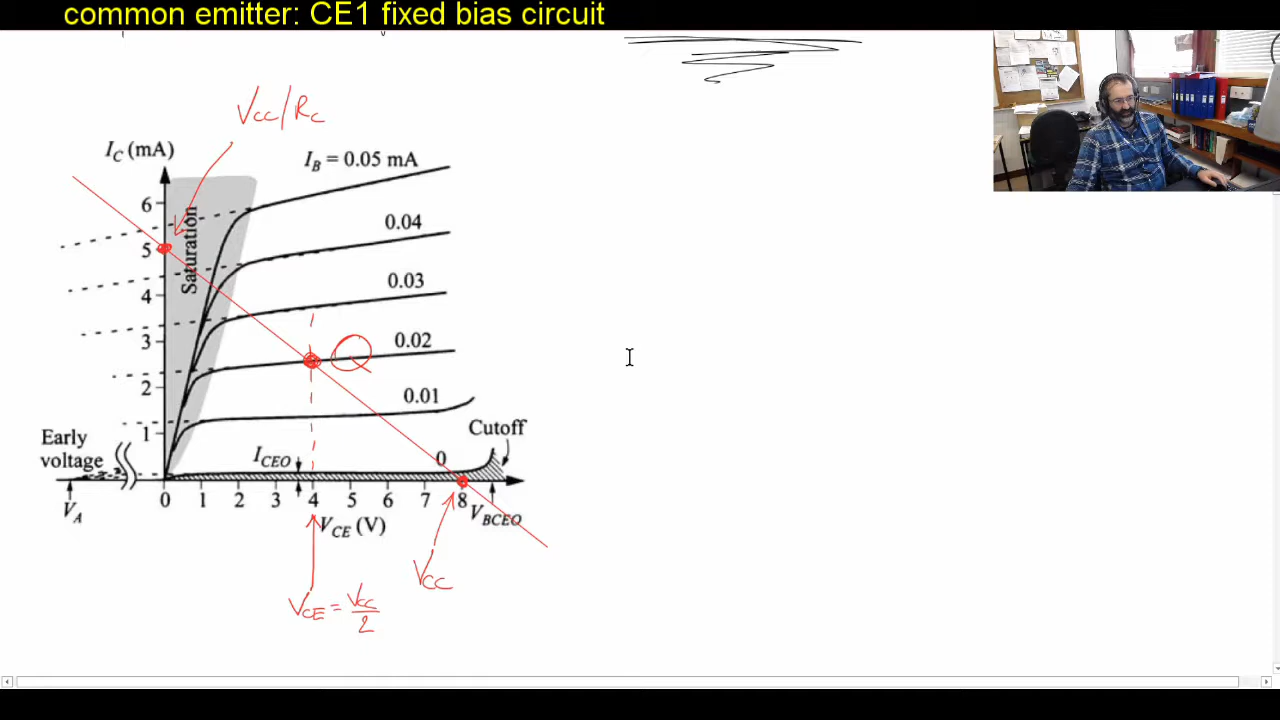 common emitter: CE1 fixed bias circuit
VCC/RC
IC (mA)
IB = 0.05 mA
6
0.04
5
Saturation
4
0.03
3
Q
0.02
2
0.01
1
Cutoff
Early
voltage
ICEO
0
0 1 2 3 4 5 6 7 8
VA
VCE (V)
VBCEO
VCC
VCE = VCC/2